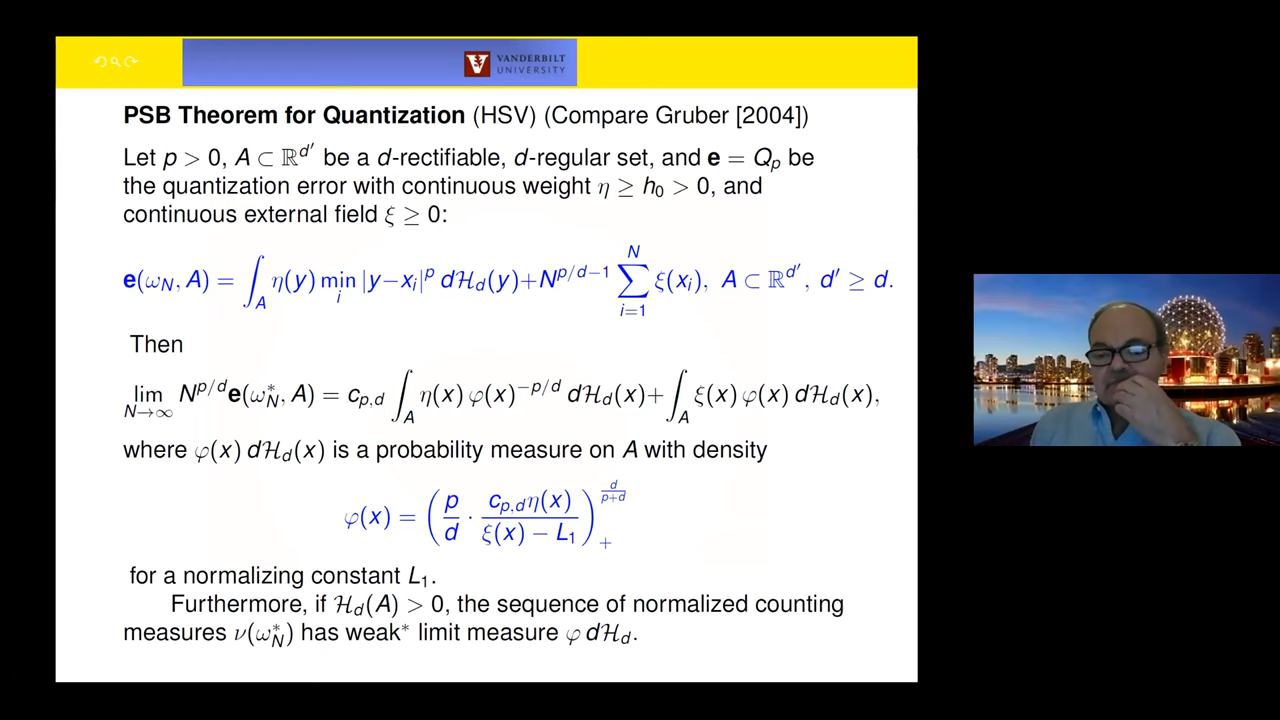 VANDERBILT
UNIVERSITY
PSB Theorem for Quantization (HSV) (Compare Gruber [2004])
Let p > 0, A ⊂ ℝ^{d′} be a d-rectifiable, d-regular set, and e = Q_p be
the quantization error with continuous weight η ≥ h_0 > 0, and
continuous external field ξ ≥ 0:
e(ω_N, A) = ∫_A η(y) min_i |y−x_i|^p dℋ_d(y)+N^{p/d−1} ∑_{i=1}^N ξ(x_i), A ⊂ ℝ^{d′}, d′ ≥ d.
Then
lim_{N→∞} N^{p/d} e(ω_N^*, A) = c_{p,d} ∫_A η(x) φ(x)^{−p/d} dℋ_d(x)+ ∫_A ξ(x) φ(x) dℋ_d(x),
where φ(x) dℋ_d(x) is a probability measure on A with density
φ(x) = (p/d · c_{p,d}η(x)/(ξ(x) − L_1))_+^{d/(p+d)}
for a normalizing constant L_1.
Furthermore, if ℋ_d(A) > 0, the sequence of normalized counting
measures ν(ω_N^*) has weak* limit measure φ dℋ_d.